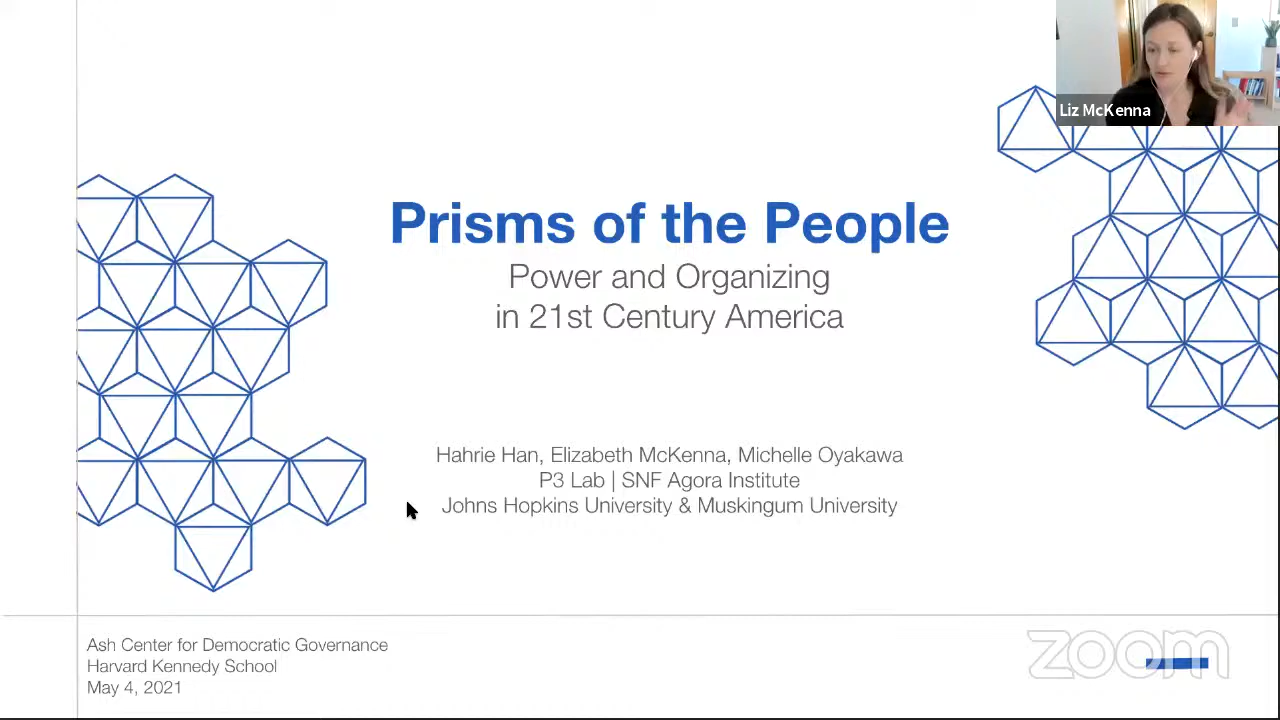 Liz McKenna
Prisms of the People
Power and Organizing
in 21st Century America
Hahrie Han, Elizabeth McKenna, Michelle Oyakawa
P3 Lab | SNF Agora Institute
Johns Hopkins University & Muskingum University
Ash Center for Democratic Governance
Harvard Kennedy School
May 4, 2021
zoom